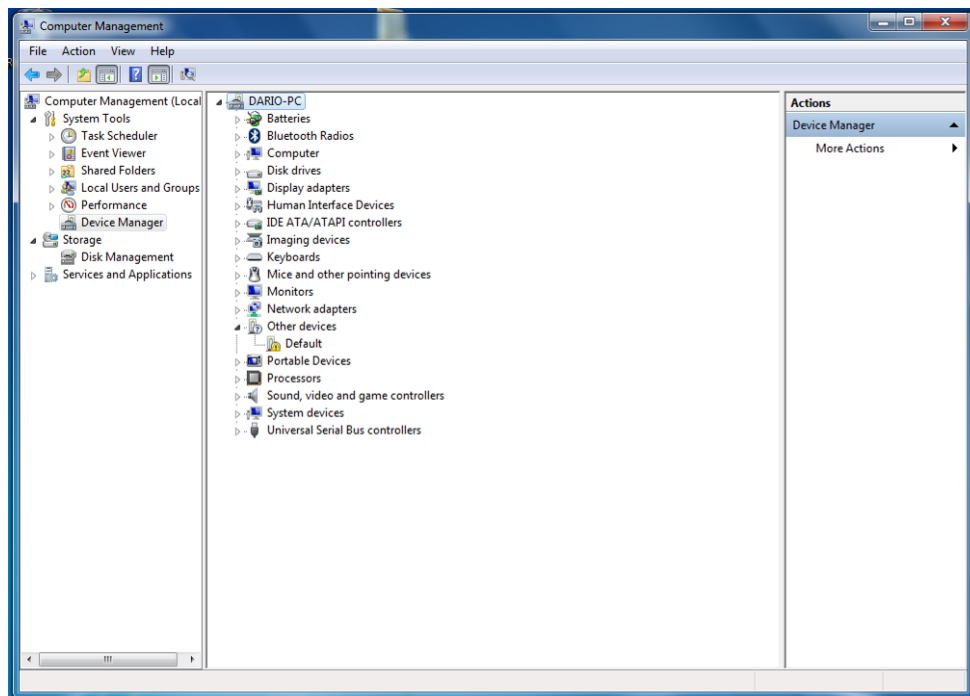 Computer Management
File Action View Help
Computer Management (Local
System Tools
Task Scheduler
Event Viewer
Shared Folders
Local Users and Groups
Performance
Device Manager
Storage
Disk Management
Services and Applications
DARIO-PC
Batteries
Bluetooth Radios
Computer
Disk drives
Display adapters
Human Interface Devices
IDE ATA/ATAPI controllers
Imaging devices
Keyboards
Mice and other pointing devices
Monitors
Network adapters
Other devices
Default
Portable Devices
Processors
Sound, video and game controllers
System devices
Universal Serial Bus controllers
Actions
Device Manager
More Actions